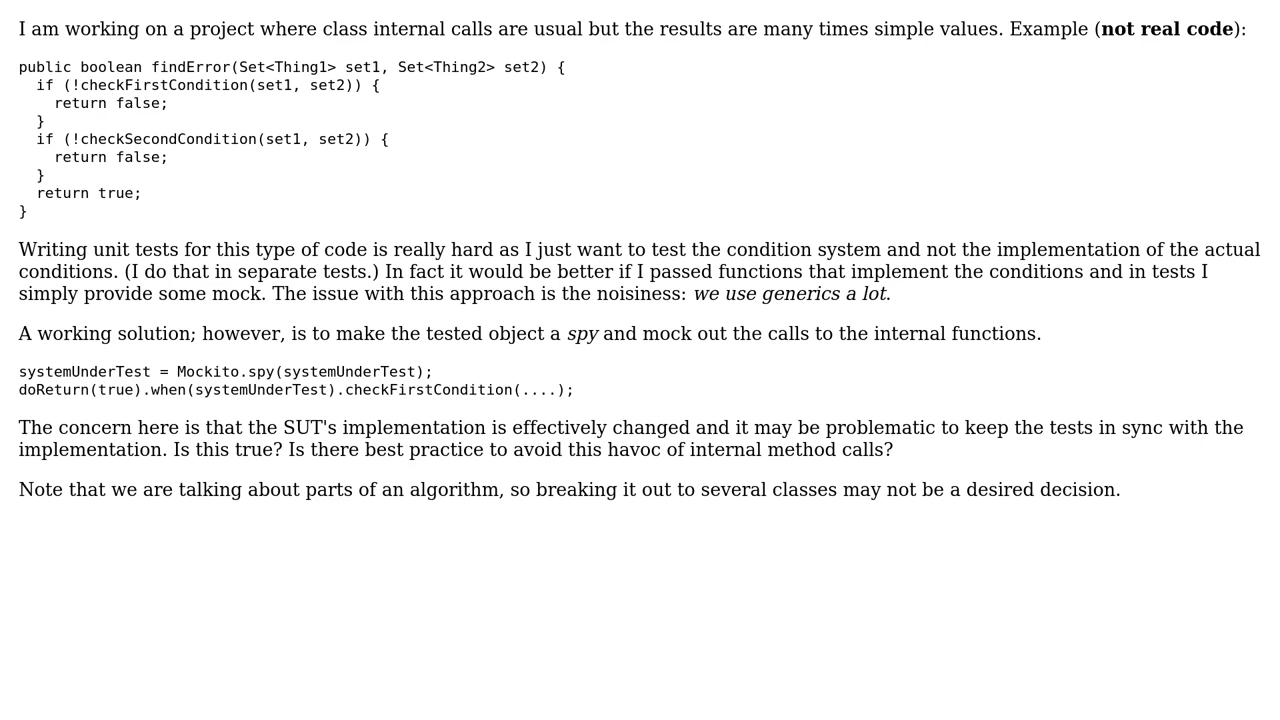 I am working on a project where class internal calls are usual but the results are many times simple values. Example (not real code):
public boolean findError(Set<Thing1> set1, Set<Thing2> set2) {
  if (!checkFirstCondition(set1, set2)) {
    return false;
  }
  if (!checkSecondCondition(set1, set2)) {
    return false;
  }
  return true;
}
Writing unit tests for this type of code is really hard as I just want to test the condition system and not the implementation of the actual
conditions. (I do that in separate tests.) In fact it would be better if I passed functions that implement the conditions and in tests I
simply provide some mock. The issue with this approach is the noisiness: we use generics a lot.
A working solution; however, is to make the tested object a spy and mock out the calls to the internal functions.
systemUnderTest = Mockito.spy(systemUnderTest);
doReturn(true).when(systemUnderTest).checkFirstCondition(....);
The concern here is that the SUT's implementation is effectively changed and it may be problematic to keep the tests in sync with the
implementation. Is this true? Is there best practice to avoid this havoc of internal method calls?
Note that we are talking about parts of an algorithm, so breaking it out to several classes may not be a desired decision.